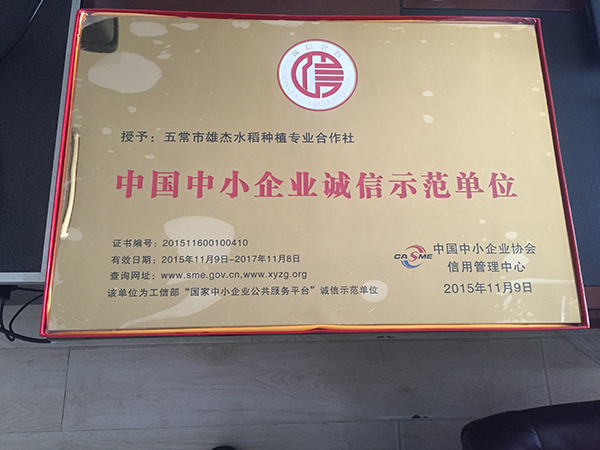 诚信公约
信
授予：五常市雄杰水稻种植专业合作社
中国中小企业诚信示范单位
证书编号：201511600100410
有效日期：2015年11月9日-2017年11月8日
查询网址：www.sme.gov.cn,www.xyzg.org
该单位为工信部“国家中小企业公共服务平台”诚信示范单位
CASME
中国中小企业协会
信用管理中心
2015年11月9日